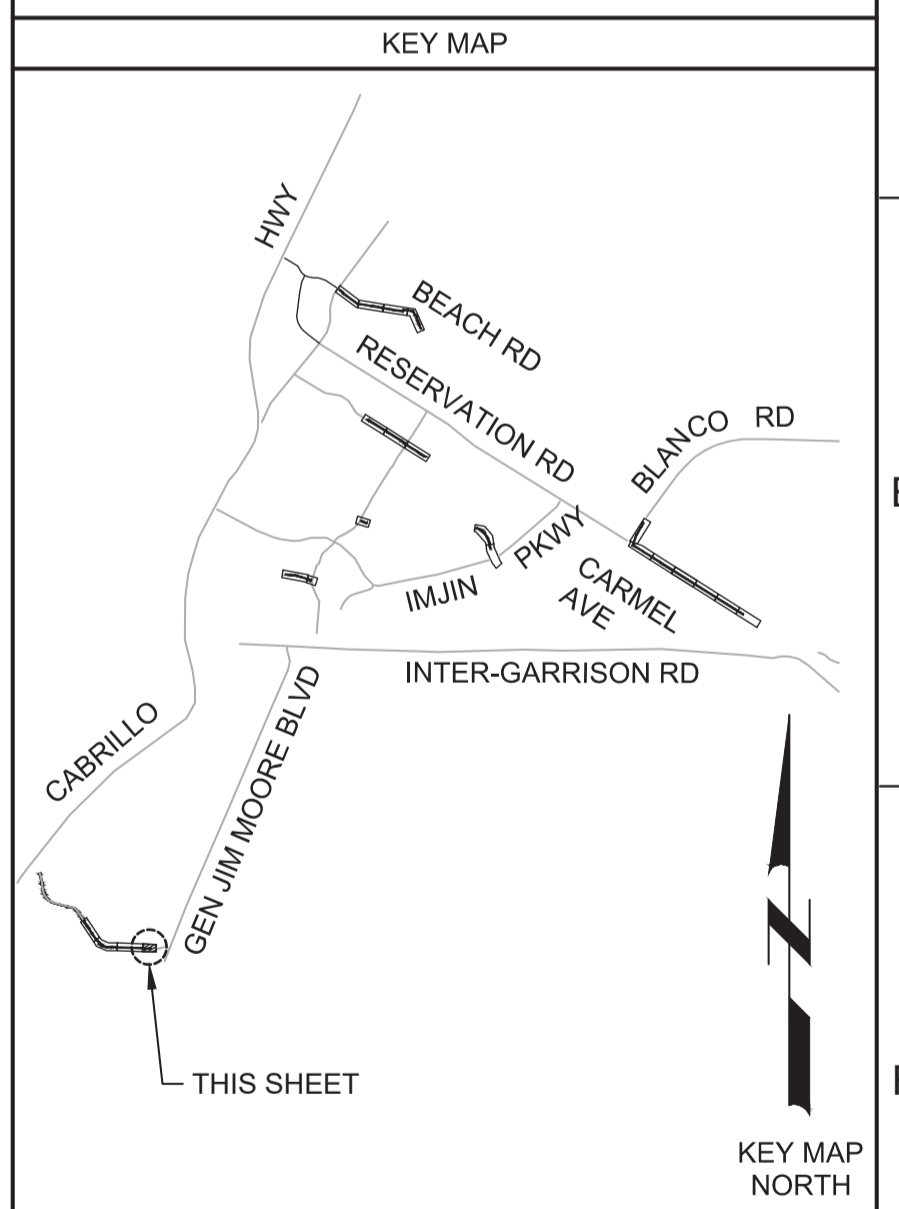 KEY MAP
HWY
BEACH RD
RESERVATION RD
BLANCO RD
IMJIN PKWY
CARMEL
AVE
INTER-GARRISON RD
CABRILLO
GEN JIM MOORE BLVD
N
THIS SHEET
KEY MAP
NORTH